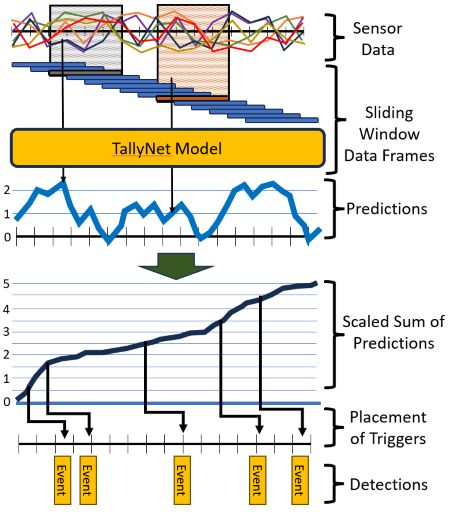 Sensor
Data
Sliding
Window
Data Frames
TallyNet Model
2
1
0
Predictions
5
4
3
2
1
0
Scaled Sum of
Predictions
Placement
of Triggers
Event
Event
Event
Event
Event
Detections